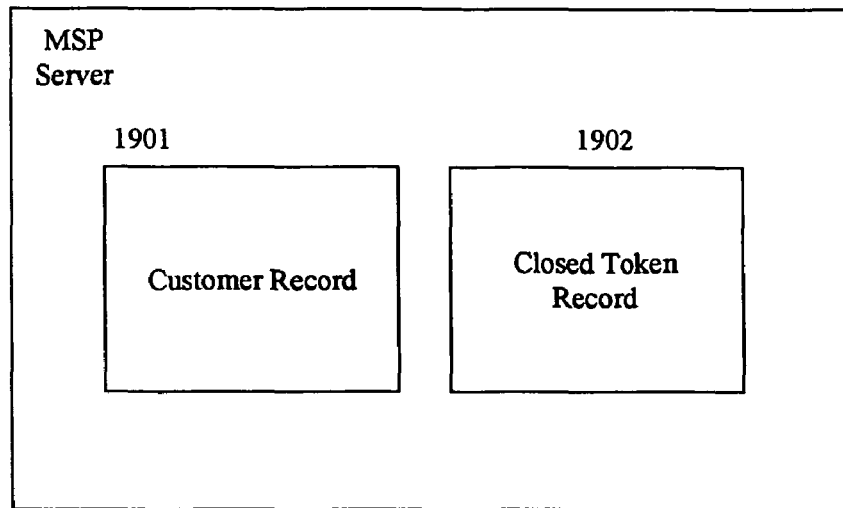 MSP
Server
1901
1902
Customer Record
Closed Token
Record